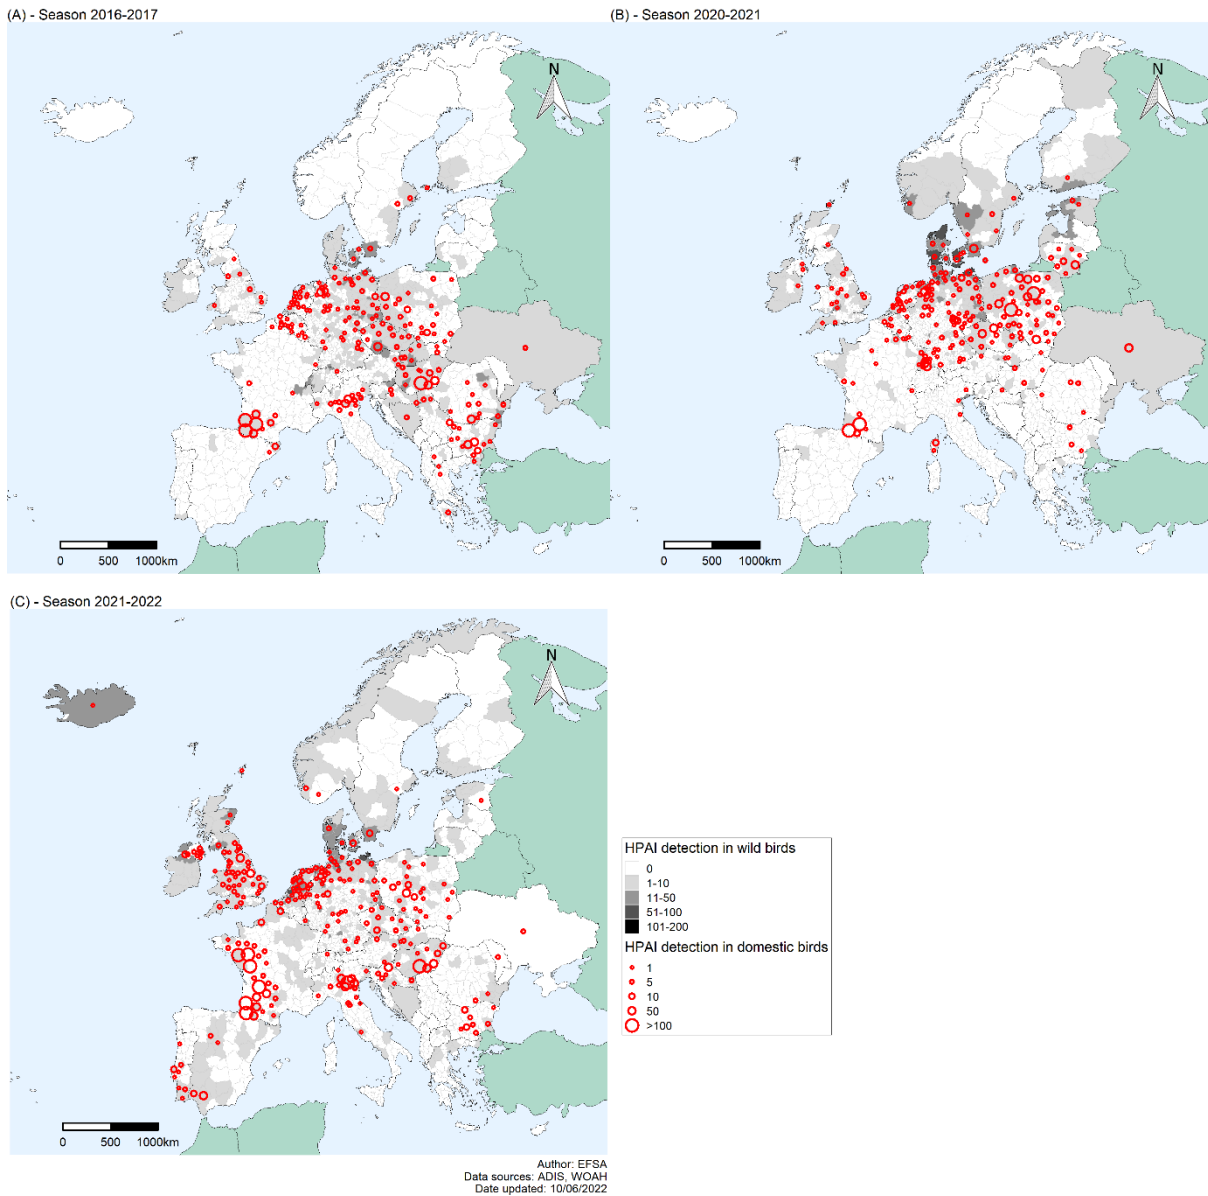 (A) - Season 2016-2017
(B) - Season 2020-2021
N
N
0 500 1000km
0 500 1000km
(C) - Season 2021-2022
N
HPAI detection in wild birds
0
1-10
11-50
51-100
101-200
HPAI detection in domestic birds
1
5
10
50
>100
0 500 1000km
Author: EFSA
Data sources: ADIS, WOAH
Date updated: 10/06/2022